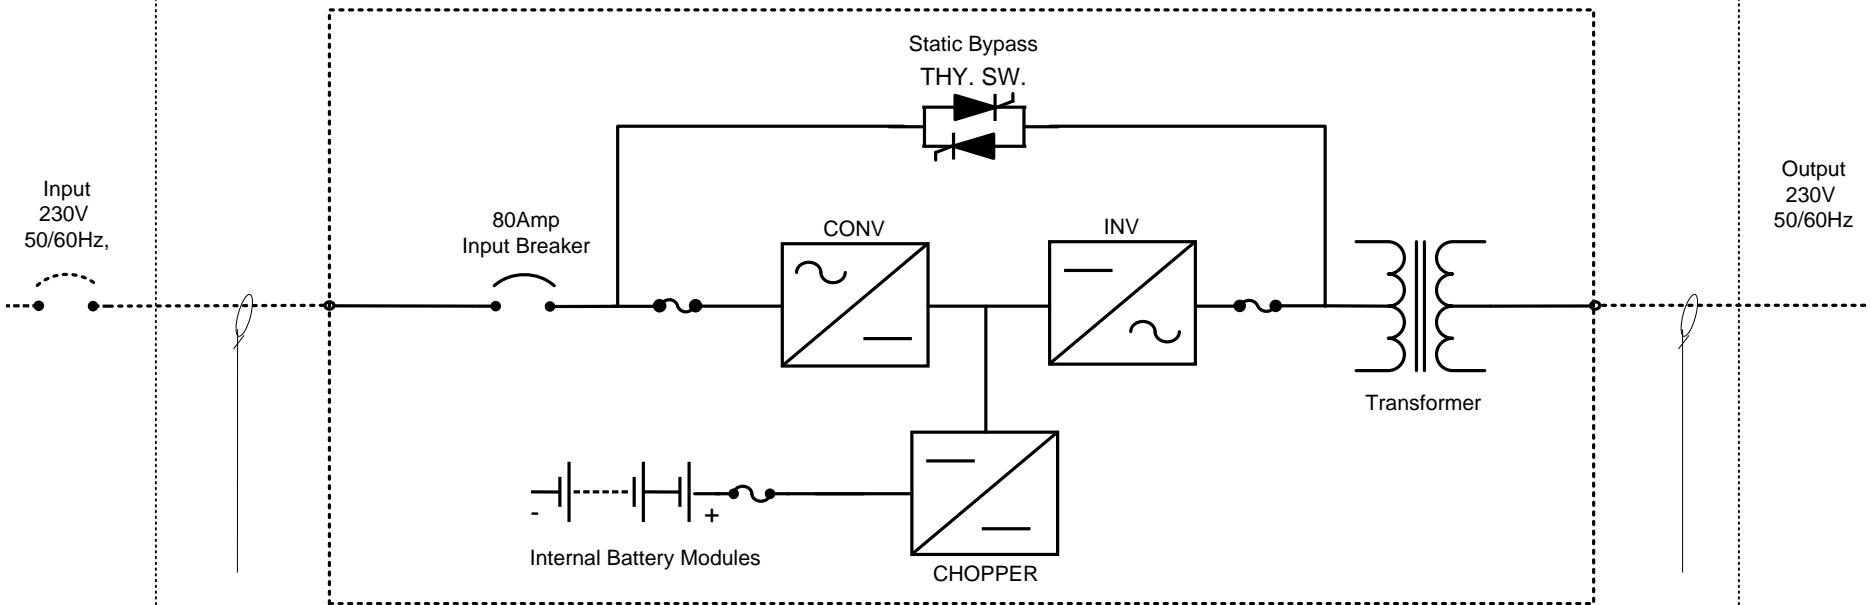 Static Bypass
THY. SW.
Input
230V
50/60Hz,
80Amp
Input Breaker
CONV
INV
Output
230V
50/60Hz
Transformer
-
+
Internal Battery Modules
CHOPPER